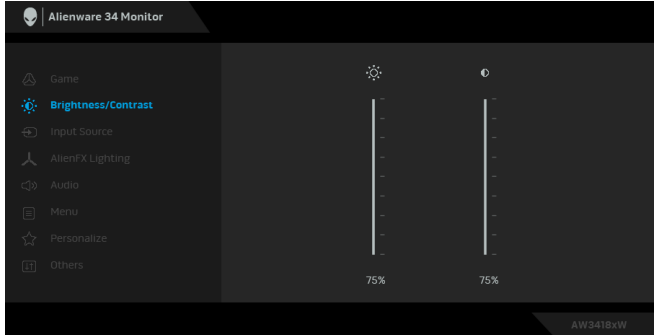 Alienware 34 Monitor
Game
Brightness/Contrast
Input Source
AlienFX Lighting
Audio
Menu
Personalize
Others
75%
75%
AW3418xW